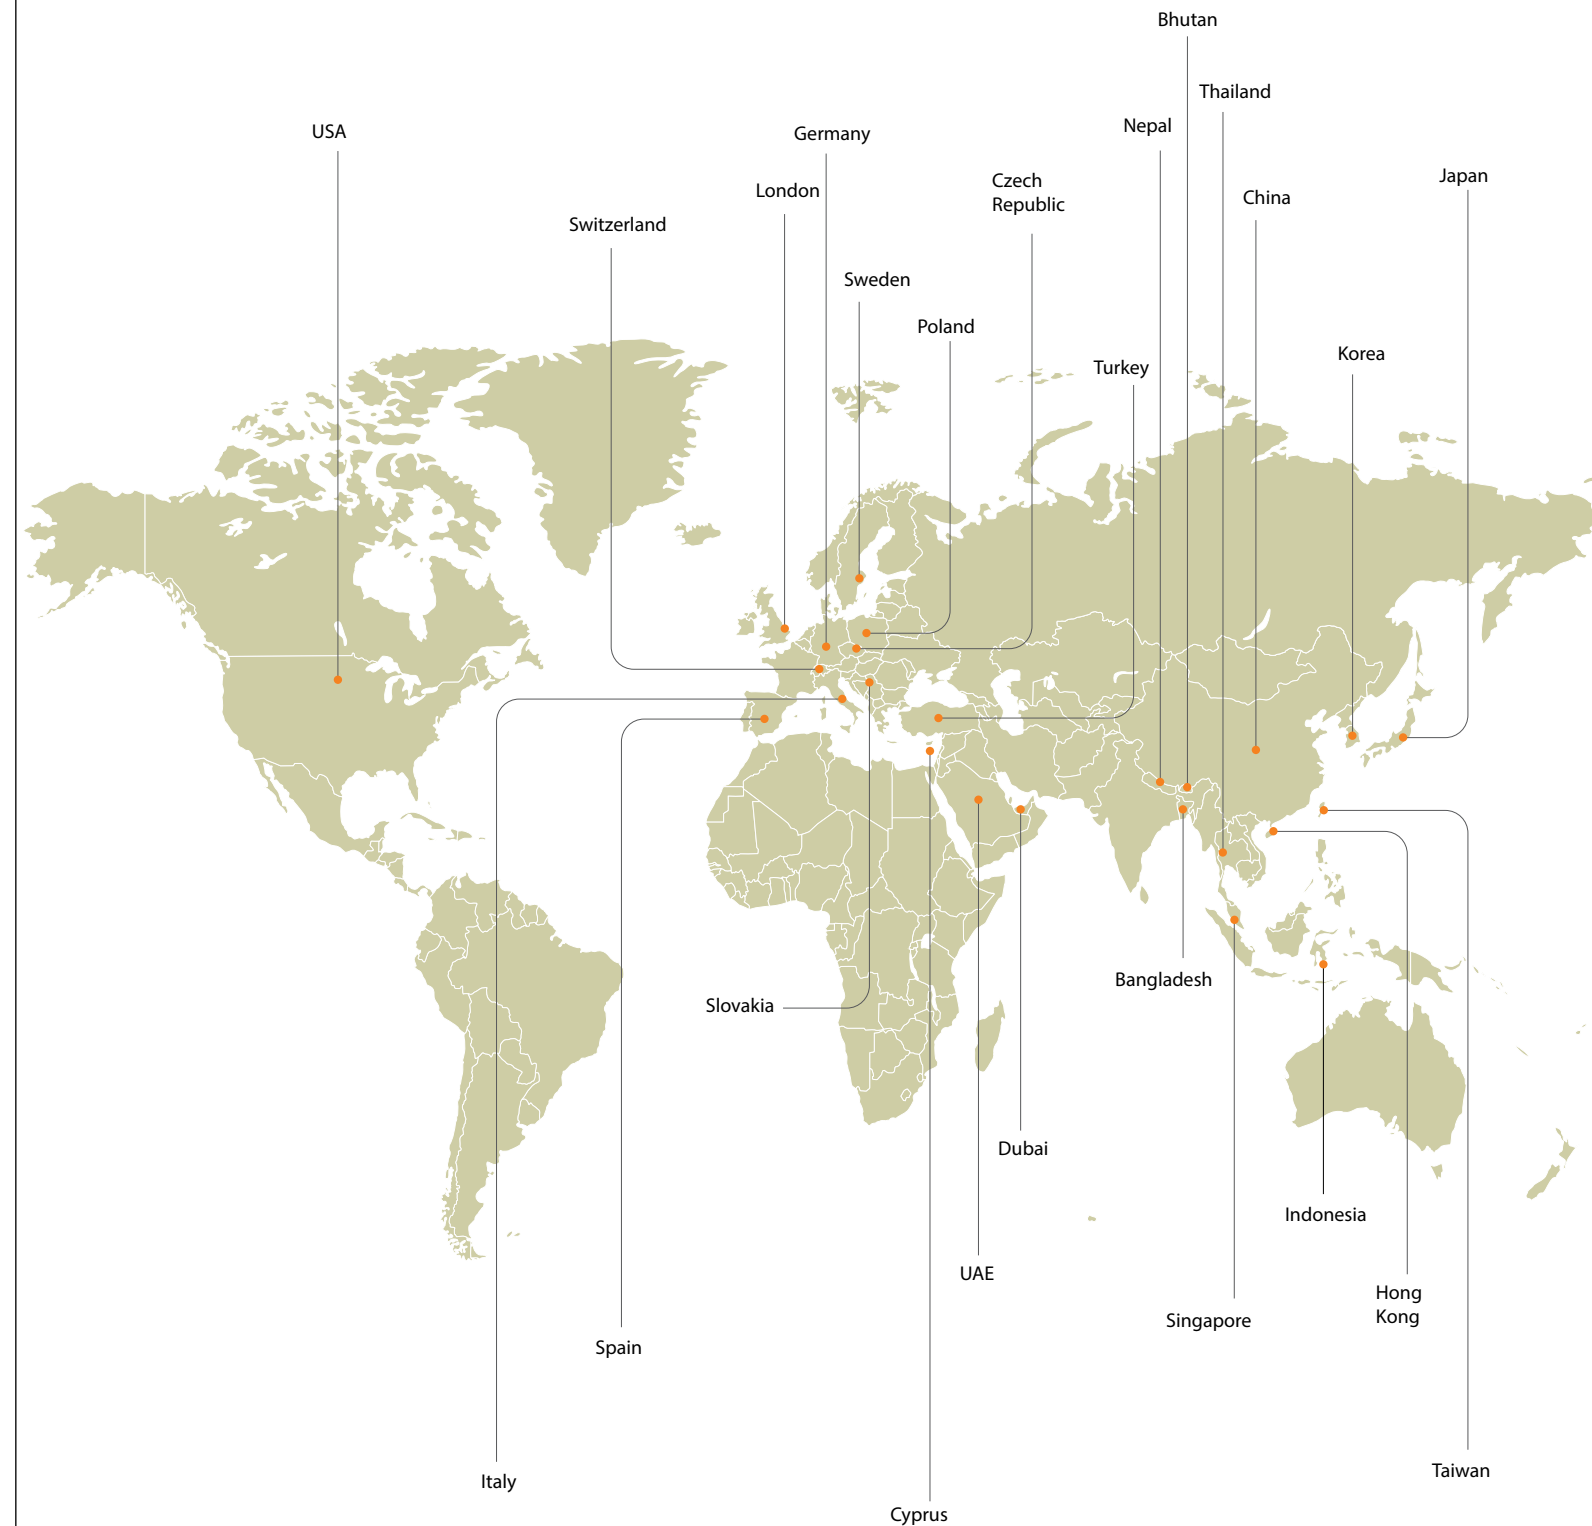 Bhutan
Thailand
Nepal
USA
Germany
Czech
Republic
Japan
London
China
Switzerland
Sweden
Poland
Korea
Turkey
Bangladesh
Slovakia
Dubai
Indonesia
UAE
Hong
Kong
Singapore
Spain
Taiwan
Italy
Cyprus